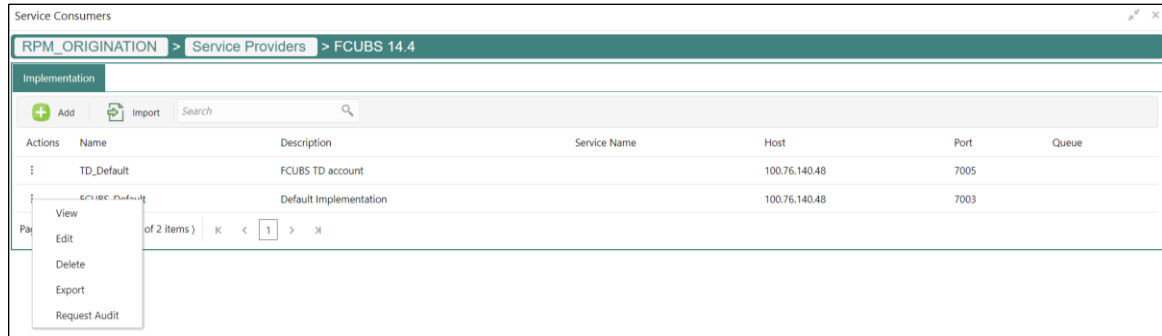 Service Consumers
RPM_ORIGINATION > Service Providers > FCUBS 14.4
Implementation
Add Import Search
Actions Name Description Service Name Host Port Queue
TD_Default FCUBS TD account 100.76.140.48 7005
FCUBS_Default Default Implementation 100.76.140.48 7003
View
of 2 items) K < 1 > K
Edit
Delete
Export
Request Audit